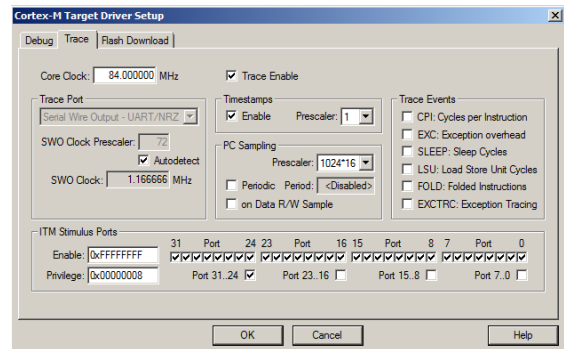 Cortex-M Target Driver Setup
Debug Trace Flash Download
Core Clock: 84.000000 MHz Trace Enable
Trace Port Timestamps Trace Events
Serial Wire Output - UART/NRZ Enable Prescaler: 1 CPI: Cycles per Instruction
EXC: Exception overhead
SWO Clock Prescaler: 72 PC Sampling SLEEP: Sleep Cycles
Autodetect Prescaler: 1024*16 LSU: Load Store Unit Cycles
SWO Clock: 1.166666 MHz Periodic Period: <Disabled> FOLD: Folded Instructions
on Data R/W Sample EXCTRC: Exception Tracing
ITM Stimulus Ports
31 Port 24 23 Port 16 15 Port 8 7 Port 0
Enable: 0xFFFFFFFF
Privilege: 0x00000008 Port 31..24 Port 23..16 Port 15..8 Port 7..0
OK Cancel Help